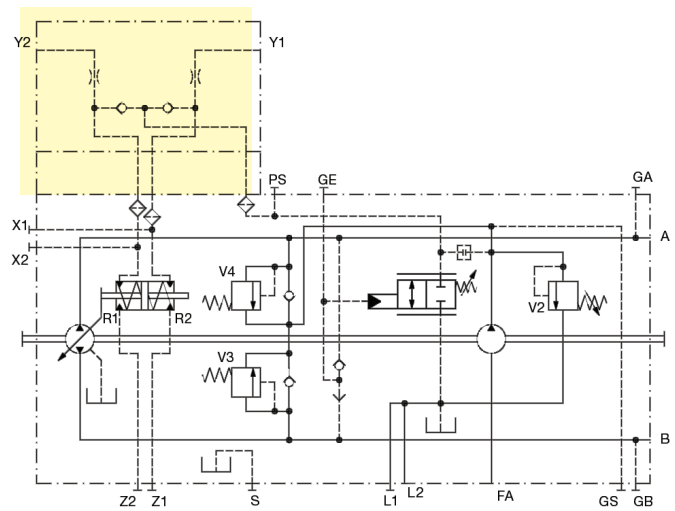 Y2 Y1
PS GE GA
X1 A
X2
V4
R1 R2 V2
V3
B
Z2 Z1 S L1 L2 FA GS GB